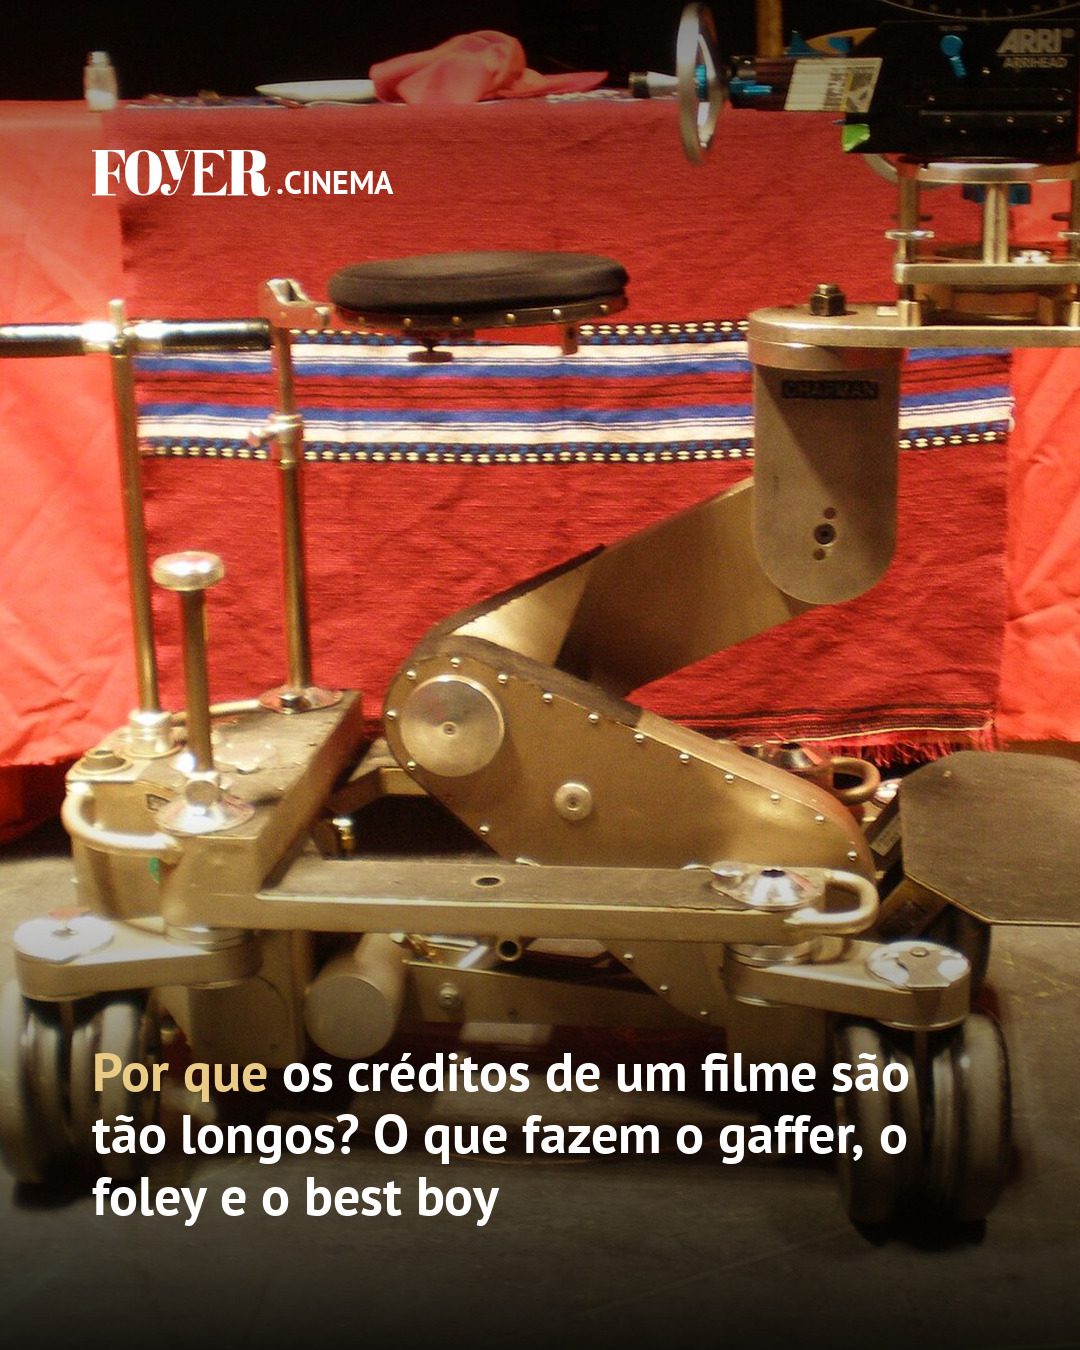 ARRI
ARRIHEAD
FOYER.CINEMA
CHAPMAN
Por que os créditos de um filme são
tão longos? O que fazem o gaffer, o
foley e o best boy